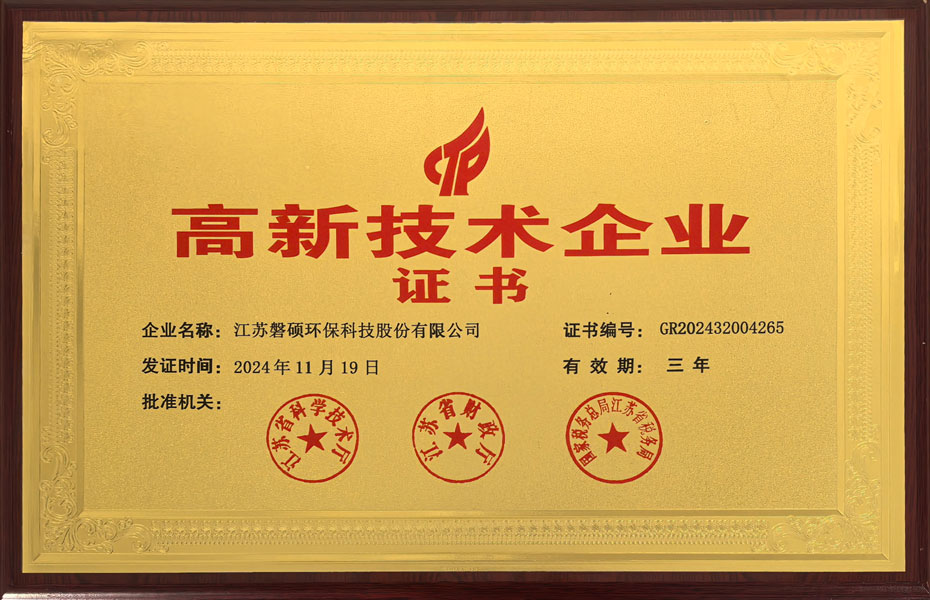 高新技术企业
证书
企业名称：江苏磐硕环保科技股份有限公司
证书编号：GR202432004265
发证时间：2024年11月19日
有效期：三年
批准机关：
江苏省科学技术厅
江苏省财政厅
国家税务总局江苏省税务局